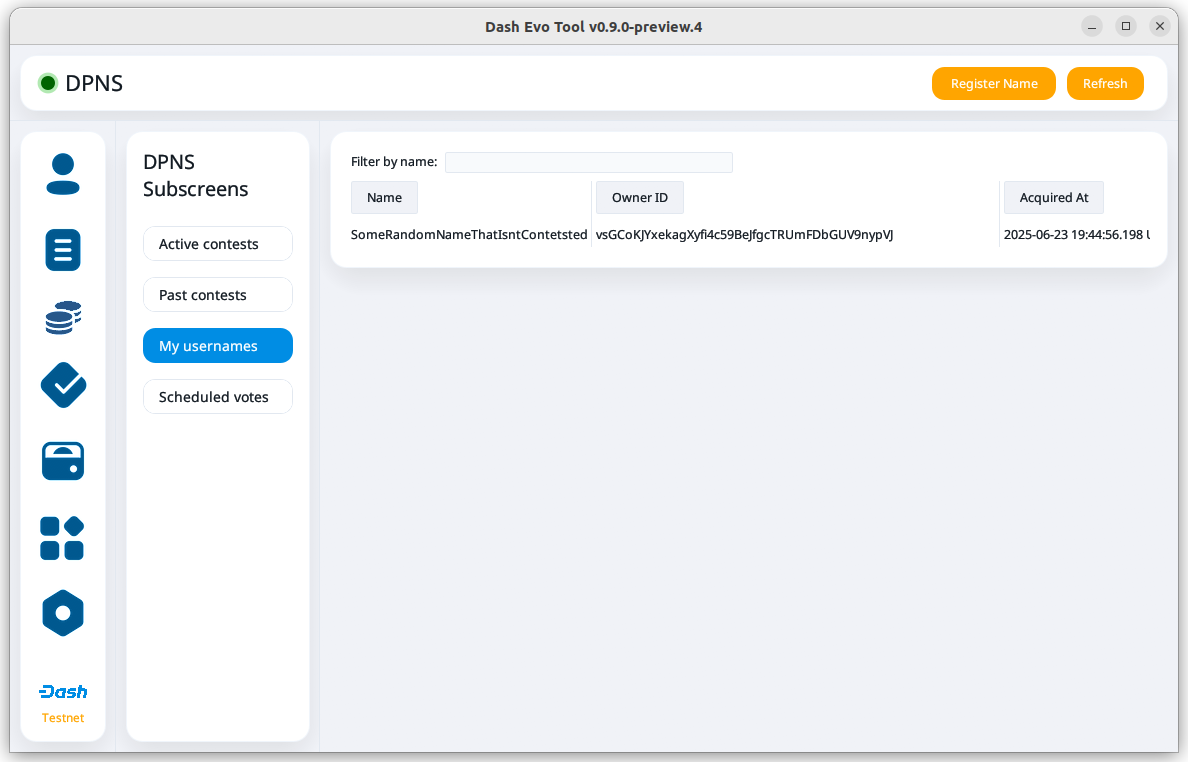 Dash Evo Tool v0.9.0-preview.4
DPNS
Register Name
Refresh
DPNS
Subscreens
Active contests
Past contests
My usernames
Scheduled votes
Filter by name:
Name
Owner ID
Acquired At
SomeRandomNameThatIsntContetsted
vsGCoKJYxekagXyfi4c59BeJfgcTRUmFDbGUV9nypVJ
2025-06-23 19:44:56.198 U
Dash
Testnet